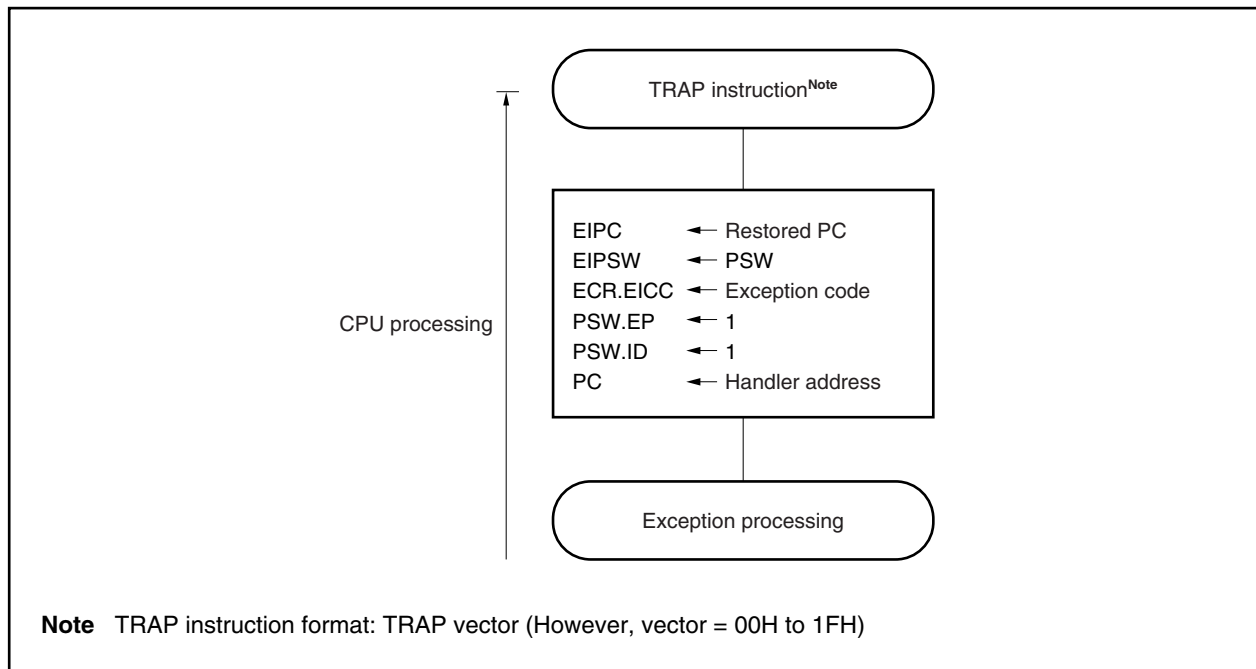 TRAP instructionNote
CPU processing
EIPC ← Restored PC
EIPSW ← PSW
ECR.EICC ← Exception code
PSW.EP ← 1
PSW.ID ← 1
PC ← Handler address
Exception processing
Note TRAP instruction format: TRAP vector (However, vector = 00H to 1FH)